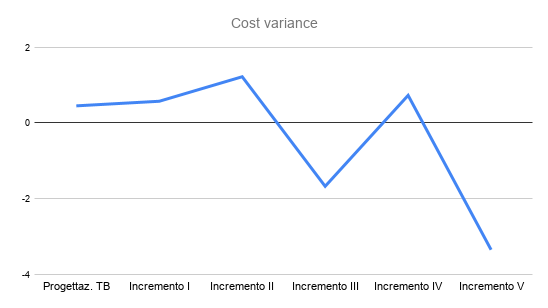 Cost variance
2
0
-2
-4
Progettaz. TB Incremento I Incremento II Incremento III Incremento IV Incremento V